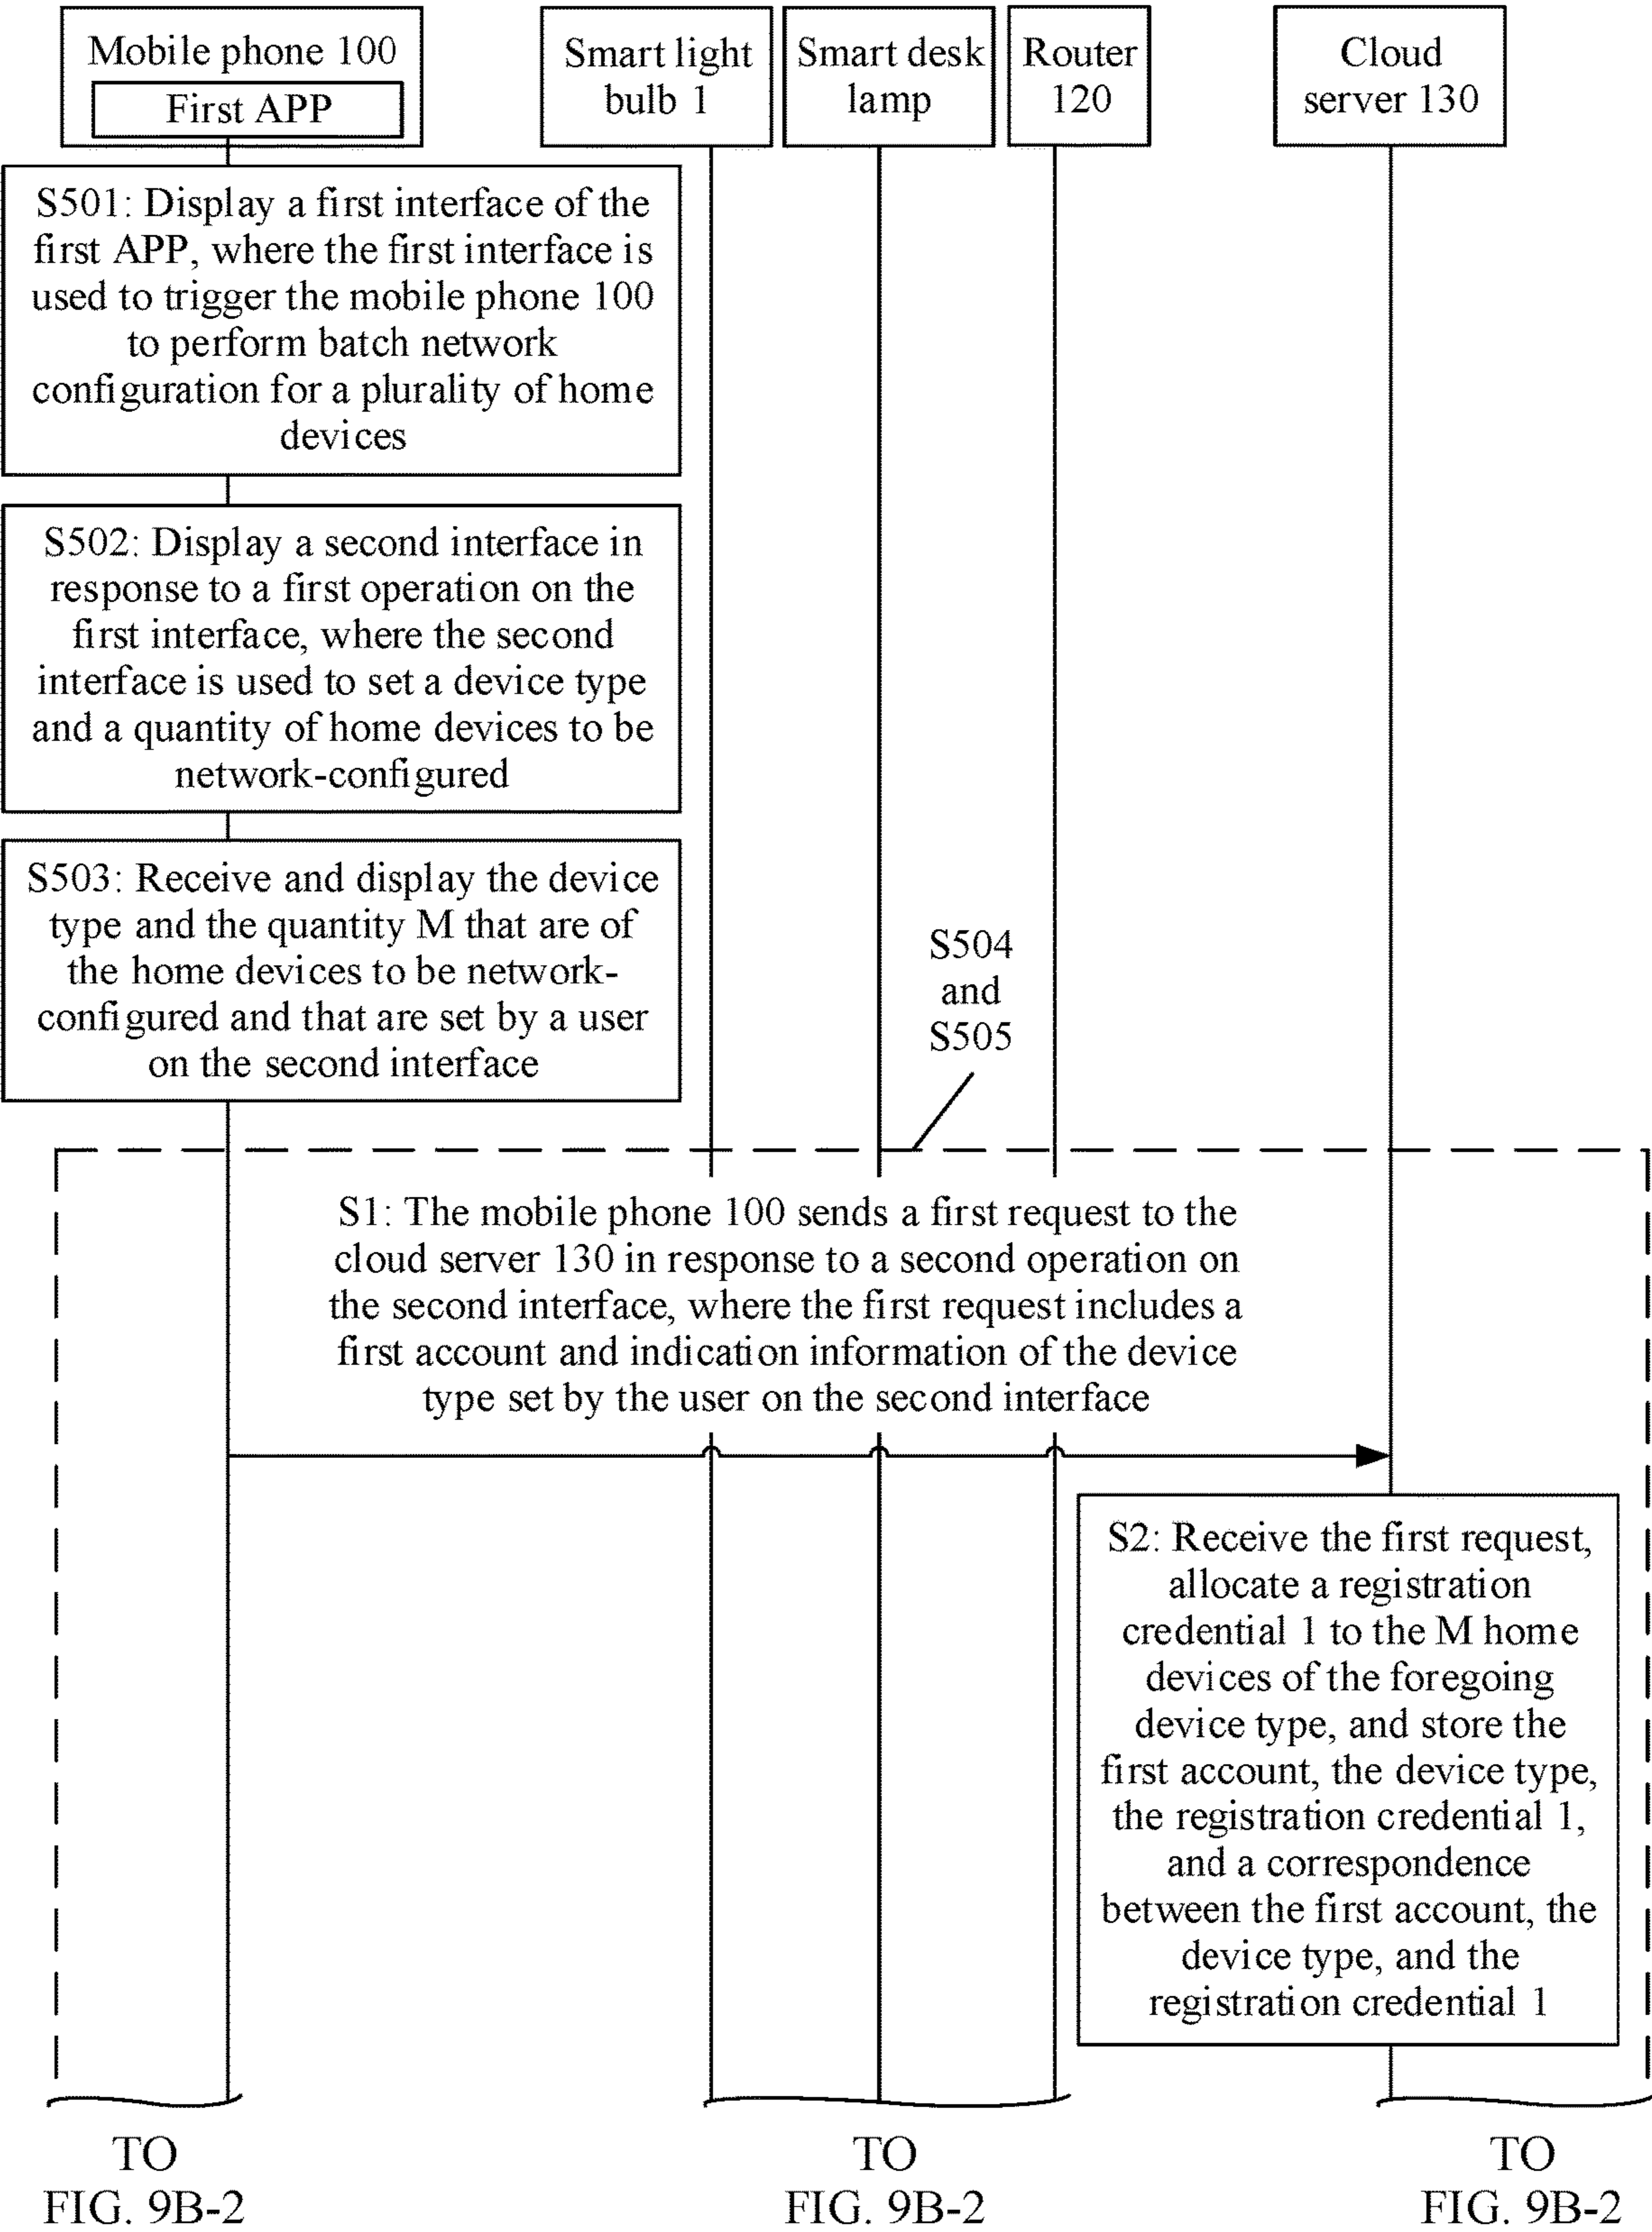 Mobile phone 100
First APP
Smart light
bulb 1
Smart desk
lamp
Router
120
Cloud
server 130
S501: Display a first interface of the
first APP, where the first interface is
used to trigger the mobile phone 100
to perform batch network
configuration for a plurality of home
devices
S502: Display a second interface in
response to a first operation on the
first interface, where the second
interface is used to set a device type
and a quantity of home devices to be
network-configured
S503: Receive and display the device
type and the quantity M that are of
the home devices to be network-
configured and that are set by a user
on the second interface
S504
and
S505
S1: The mobile phone 100 sends a first request to the
cloud server 130 in response to a second operation on
the second interface, where the first request includes a
first account and indication information of the device
type set by the user on the second interface
S2: Receive the first request,
allocate a registration
credential 1 to the M home
devices of the foregoing
device type, and store the
first account, the device type,
the registration credential 1,
and a correspondence
between the first account, the
device type, and the
registration credential 1
TO
FIG. 9B-2
TO
FIG. 9B-2
TO
FIG. 9B-2